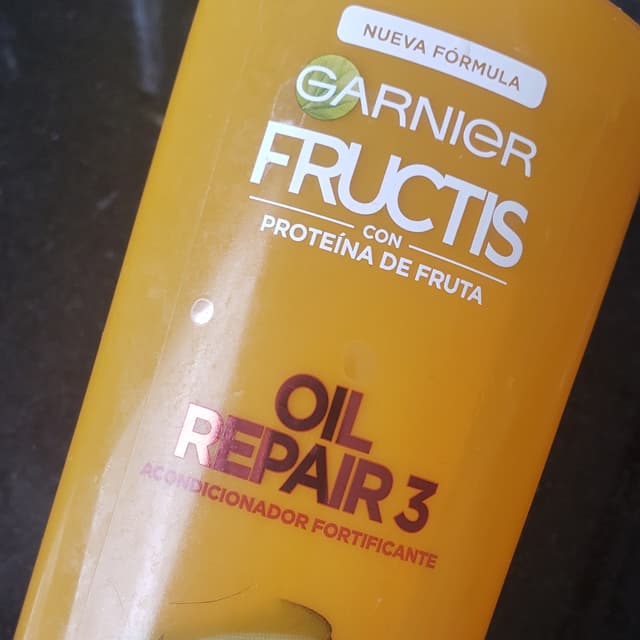 NUEVA FÓRMULA
GARNIER
FRUCTIS
CON
PROTEÍNA DE FRUTA
OIL
REPAIR 3
ACONDICIONADOR FORTIFICANTE